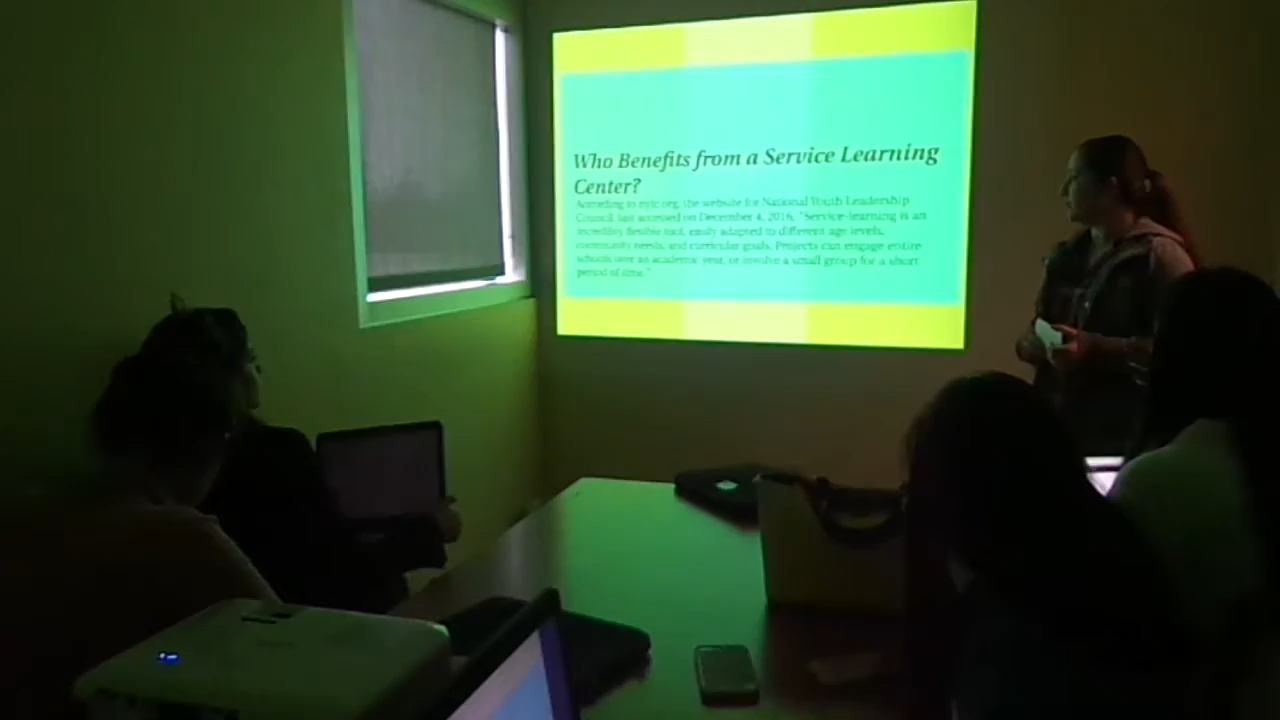 Who Benefits from a Service Learning
Center?
According to nylc.org, the website for National Youth Leadership
Council, last accessed on December 4, 2016, "Service-learning is an
incredibly flexible tool, easily adapted to different age levels,
community needs, and curricular goals. Projects can engage entire
schools over an academic year, or involve a small group for a short
period of time."